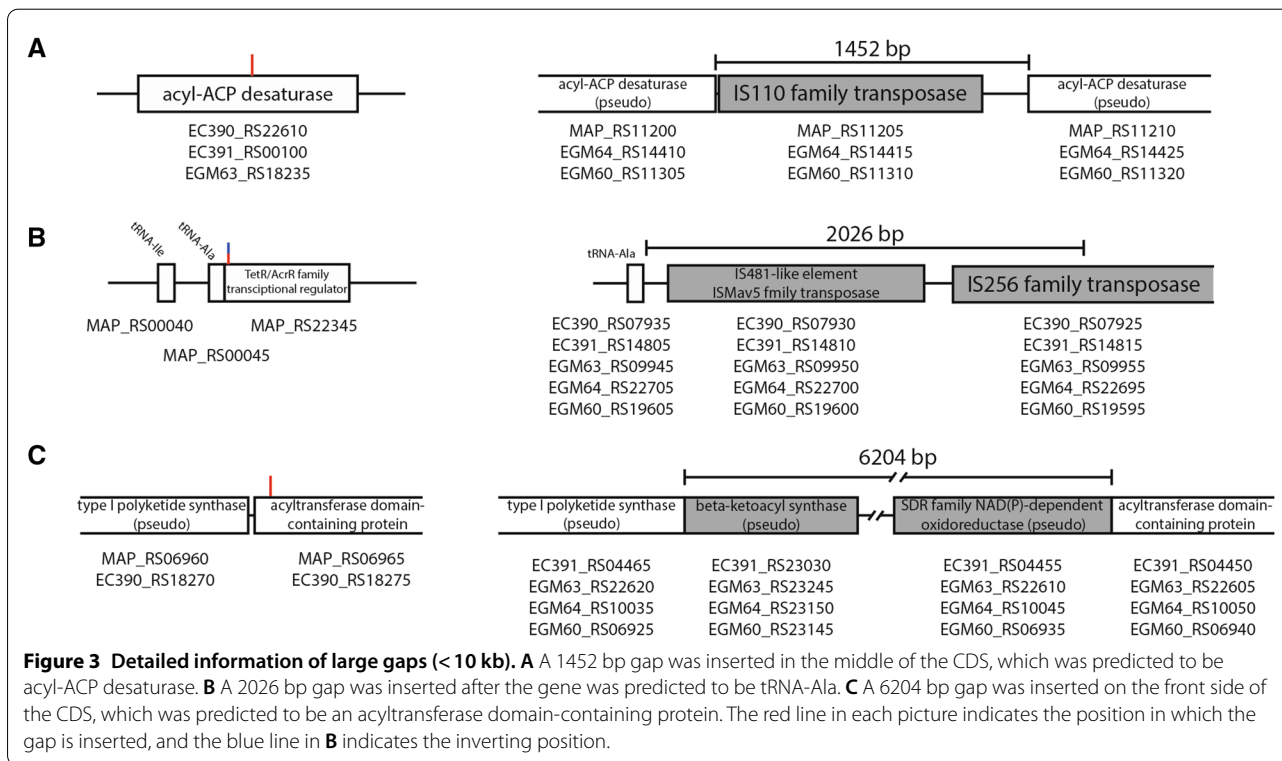 A
acyl-ACP desaturase
EC390_RS22610
EC391_RS00100
EGM63_RS18235
1452 bp
acyl-ACP desaturase
(pseudo)
IS110 family transposase
acyl-ACP desaturase
(pseudo)
MAP_RS11200
EGM64_RS14410
EGM60_RS11305
MAP_RS11205
EGM64_RS14415
EGM60_RS11310
MAP_RS11210
EGM64_RS14425
EGM60_RS11320
B
tRNA-Ile
tRNA-Ala
TetR/AcrR family
transciptional regulator
MAP_RS00040
MAP_RS22345
MAP_RS00045
2026 bp
tRNA-Ala
IS481-like element
ISMav5 fmily transposase
IS256 family transposase
EC390_RS07935
EC391_RS14805
EGM63_RS09945
EGM64_RS22705
EGM60_RS19605
EC390_RS07930
EC391_RS14810
EGM63_RS09950
EGM64_RS22700
EGM60_RS19600
EC390_RS07925
EC391_RS14815
EGM63_RS09955
EGM64_RS22695
EGM60_RS19595
C
type I polyketide synthase
(pseudo)
acyltransferase domain-
containing protein
MAP_RS06960
EC390_RS18270
MAP_RS06965
EC390_RS18275
6204 bp
type I polyketide synthase
(pseudo)
beta-ketoacyl synthase
(pseudo)
SDR family NAD(P)-dependent
oxidoreductase (pseudo)
acyltransferase domain-
containing protein
EC391_RS04465
EGM63_RS22620
EGM64_RS10035
EGM60_RS06925
EC391_RS23030
EGM63_RS23245
EGM64_RS23150
EGM60_RS23145
EC391_RS04455
EGM63_RS22610
EGM64_RS10045
EGM60_RS06935
EC391_RS04450
EGM63_RS22605
EGM64_RS10050
EGM60_RS06940
Figure 3 Detailed information of large gaps (< 10 kb). A A 1452 bp gap was inserted in the middle of the CDS, which was predicted to be
acyl-ACP desaturase. B A 2026 bp gap was inserted after the gene was predicted to be tRNA-Ala. C A 6204 bp gap was inserted on the front side of
the CDS, which was predicted to be an acyltransferase domain-containing protein. The red line in each picture indicates the position in which the
gap is inserted, and the blue line in B indicates the inverting position.